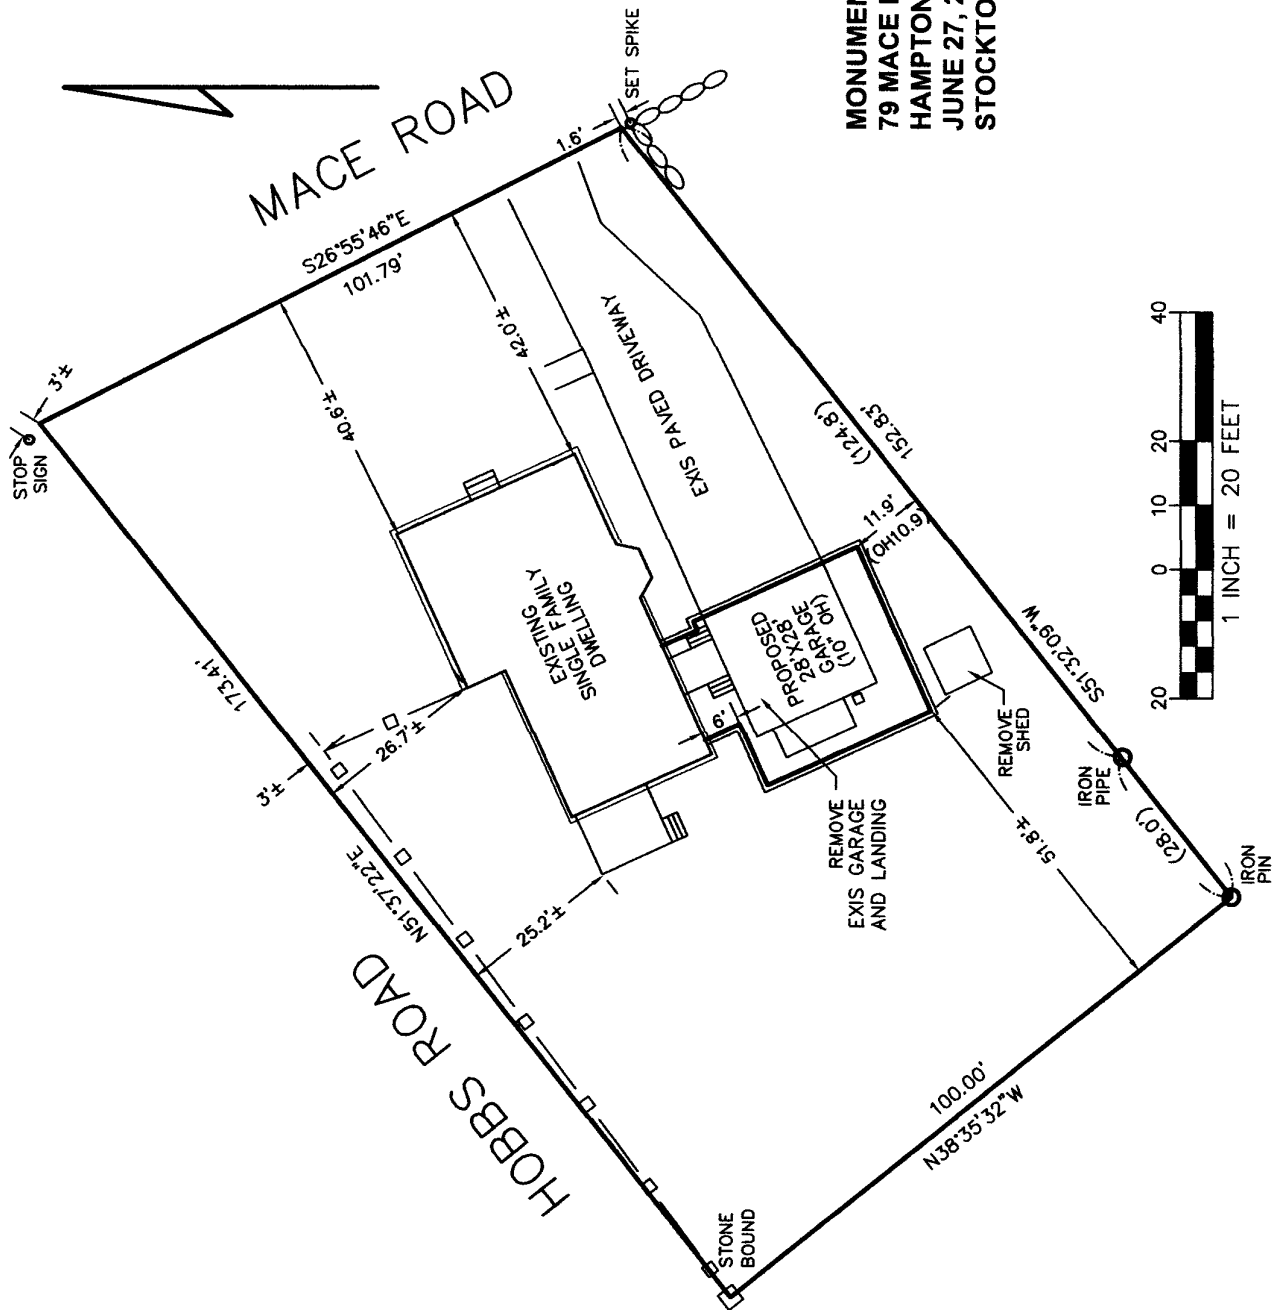 MACE ROAD
SET SPIKE
1.6'
S26°55'46"E
101.79'
3'±
STOP
SIGN
40.6'±
42.0'±
EXIS PAVED DRIVEWAY
EXISTING
SINGLE FAMILY
DWELLING
173.41'
3'±
26.7'±
N51°37'22"E
25.2'±
HOBBS ROAD
PROPOSED
28'X28'
GARAGE
(10" OH)
6'
11.9'
(OH10.9')
(124.8')
152.83'
S51°32'09"W
REMOVE
SHED
REMOVE
EXIS GARAGE
AND LANDING
51.8'±
IRON
PIPE
(28.0')
IRON
PIN
100.00'
N38°35'32"W
STONE
BOUND
20 0 10 20 40
1 INCH = 20 FEET
MONUMEN
79 MACE
HAMPTON
JUNE 27, 2
STOCKTO